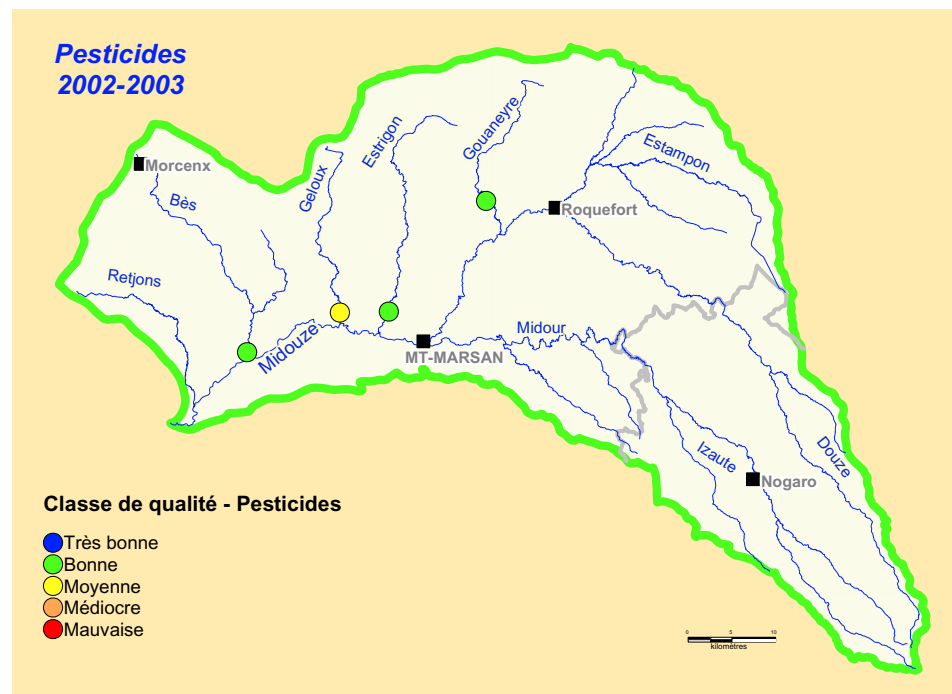 Pesticides
2002-2003
Morcenx
Bès
Retjons
Geloux
Estrigon
Gouaneyre
Estampon
Roquefort
Midouze
MT-MARSAN
Midour
Izaute
Douze
Nogaro
Classe de qualité - Pesticides
Très bonne
Bonne
Moyenne
Médiocre
Mauvaise
0 5 10
kilomètres